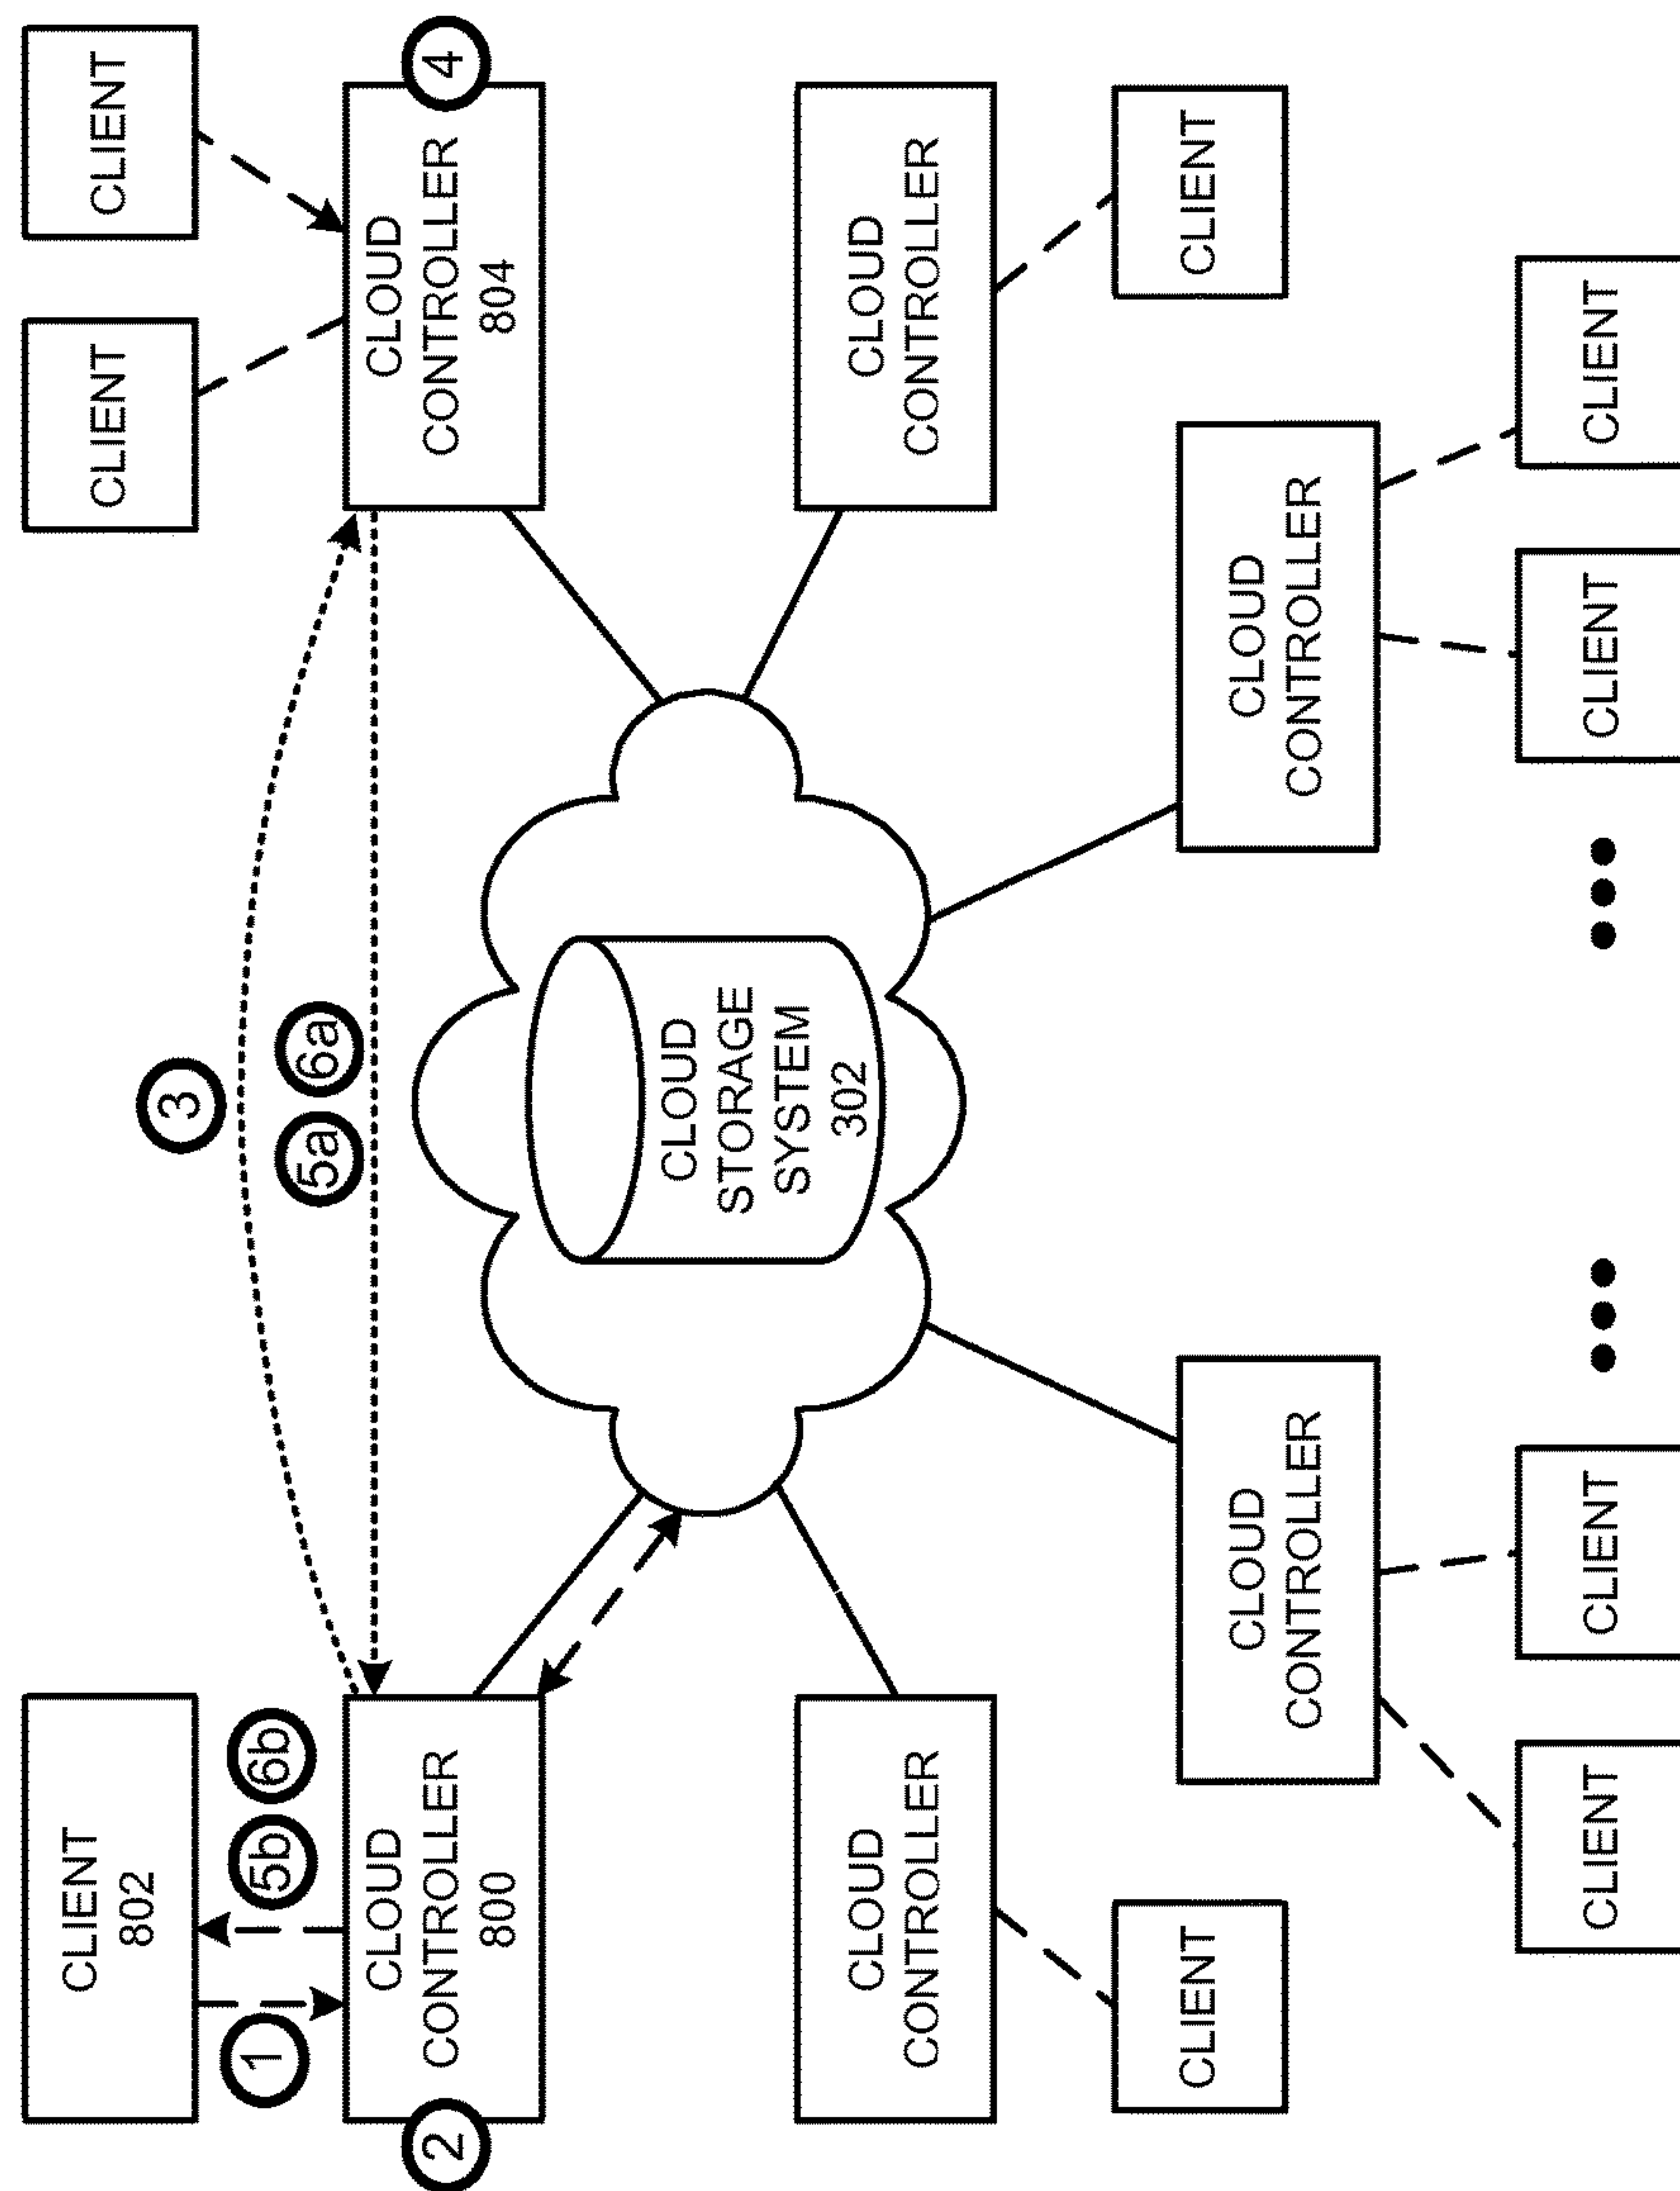 CLIENT
802
CLIENT
CLIENT
3
1
5b
6b
5a
6a
2
CLOUD
CONTROLLER
800
CLOUD
CONTROLLER
804
4
CLOUD
STORAGE
SYSTEM
302
CLOUD
CONTROLLER
CLOUD
CONTROLLER
CLIENT
CLIENT
CLOUD
CONTROLLER
CLOUD
CONTROLLER
CLIENT
CLIENT
CLIENT
CLIENT